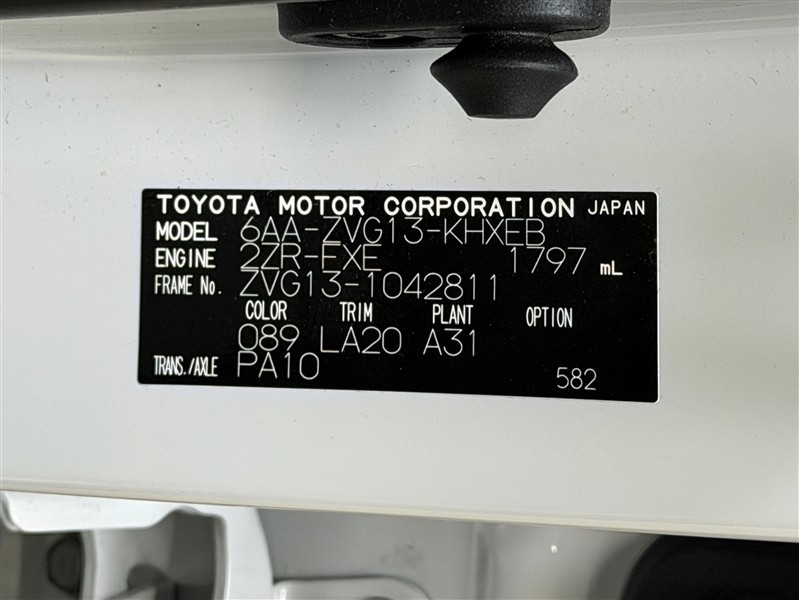 TOYOTA MOTOR CORPORATION JAPAN
MODEL 6AA-ZVG13-KHXEB
ENGINE 2ZR-FXE 1797 mL
FRAME No. ZVG13-1042811
COLOR TRIM PLANT OPTION
089 LA20 A31
TRANS./AXLE PA10 582